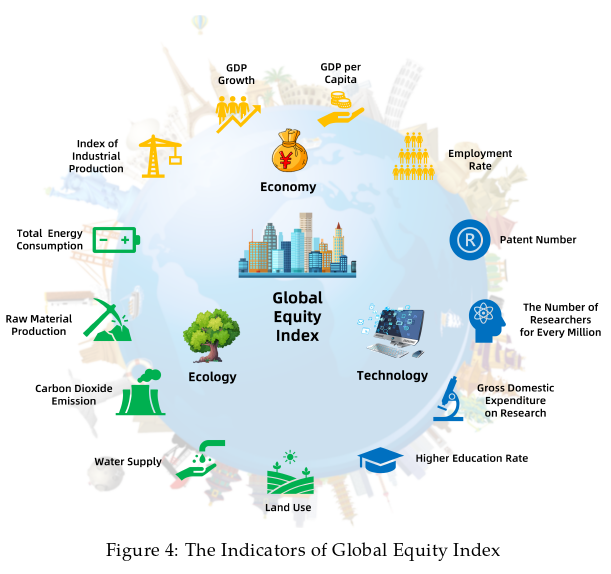 GDP
Growth
GDP per
Capita
Index of
Industrial
Production
¥
Economy
Employment
Rate
Total Energy
Consumption
R
Patent Number
Global
Equity
Index
Raw Material
Production
The Number of
Researchers
for Every Million
Ecology
Technology
Carbon Dioxide
Emission
Gross Domestic
Expenditure
on Research
Water Supply
Higher Education Rate
Land Use
Figure 4: The Indicators of Global Equity Index